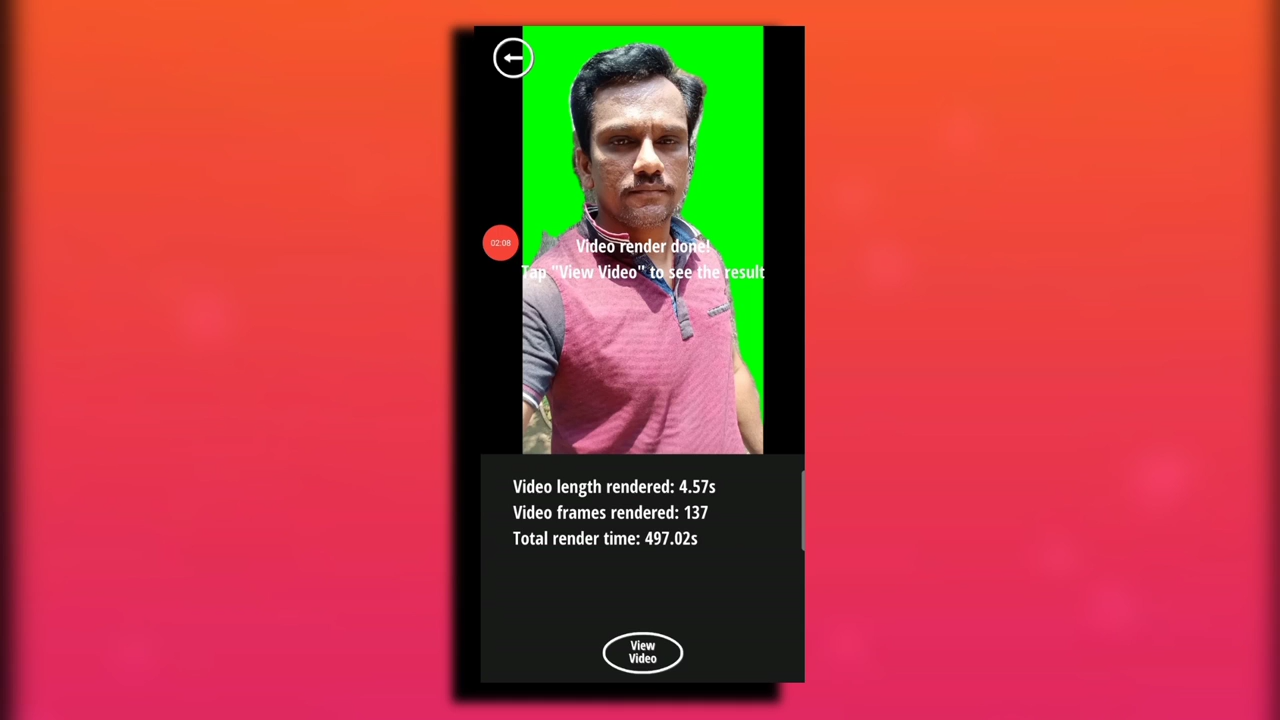 02:08
Video render done!
Tap "View Video" to see the result
Video length rendered: 4.57s
Video frames rendered: 137
Total render time: 497.02s
View
Video